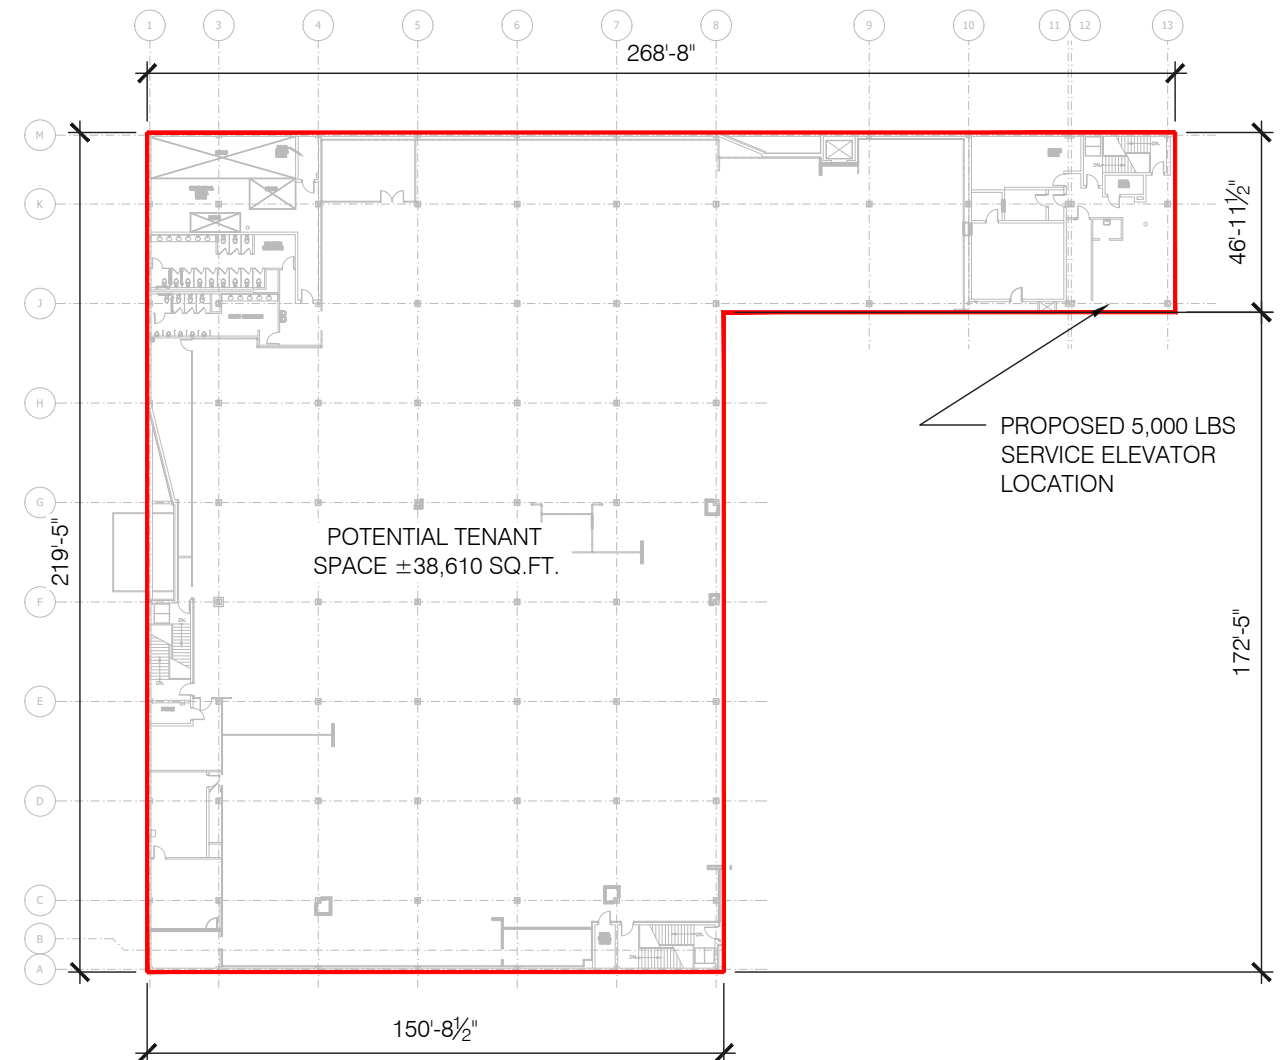 1 3 4 5 6 7 8 9 10 11 12 13
268'-8"
M
K
J
H
G
F
E
D
C
B
A
46'-11½"
219'-5"
172'-5"
PROPOSED 5,000 LBS
SERVICE ELEVATOR
LOCATION
POTENTIAL TENANT
SPACE ±38,610 SQ.FT.
150'-8½"